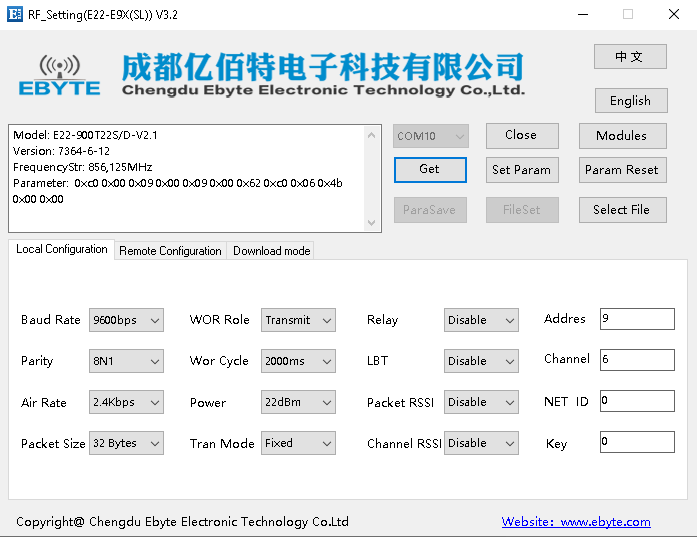 RF_Setting(E22-E9X(SL)) V3.2
中 文
EBYTE
成都亿佰特电子科技有限公司
Chengdu Ebyte Electronic Technology Co.,Ltd.
English
Model: E22-900T22S/D-V2.1
Version: 7364-6-12
FrequencyStr: 856,125MHz
Parameter: 0xc0 0x00 0x09 0x00 0x09 0x00 0x62 0xc0 0x06 0x4b
0x00 0x00
COM10 Close Modules
Get Set Param Param Reset
ParaSave FileSet Select File
Local Configuration Remote Configuration Download mode
Baud Rate 9600bps WOR Role Transmit Relay Disable Addres 9
Parity 8N1 Wor Cycle 2000ms LBT Disable Channel 6
Air Rate 2.4Kbps Power 22dBm Packet RSSI Disable NET ID 0
Packet Size 32 Bytes Tran Mode Fixed Channel RSSI Disable Key 0
Copyright@ Chengdu Ebyte Electronic Technology Co.Ltd Website: www.ebyte.com